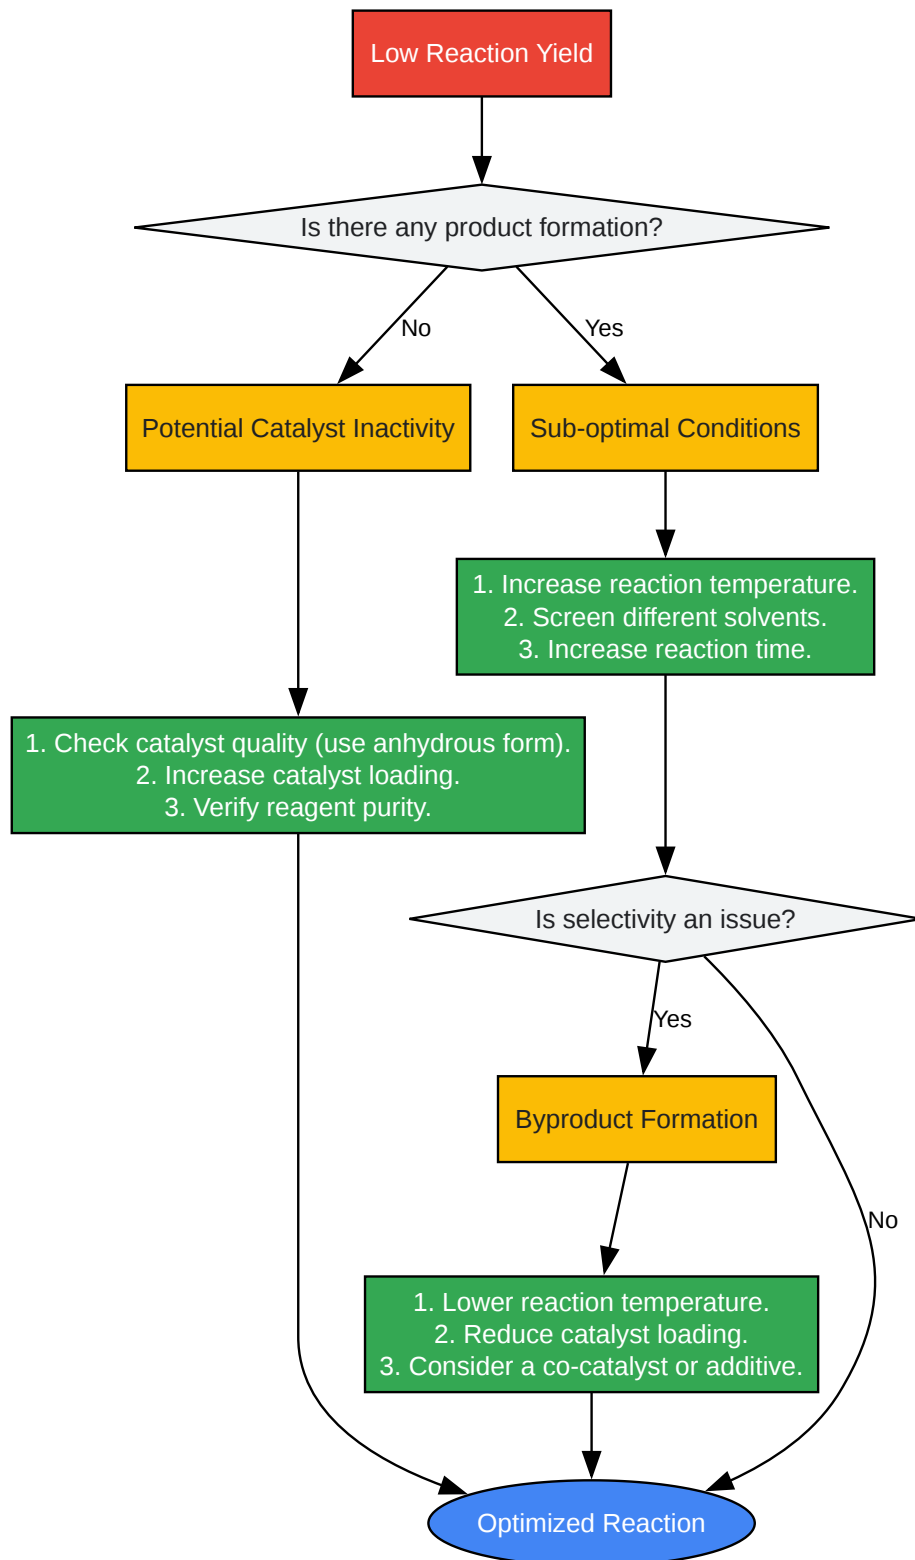 Low Reaction Yield
Is there any product formation?
No
Yes
Potential Catalyst Inactivity
Sub-optimal Conditions
1. Increase reaction temperature.
2. Screen different solvents.
3. Increase reaction time.
1. Check catalyst quality (use anhydrous form).
2. Increase catalyst loading.
3. Verify reagent purity.
Is selectivity an issue?
Yes
Byproduct Formation
No
1. Lower reaction temperature.
2. Reduce catalyst loading.
3. Consider a co-catalyst or additive.
Optimized Reaction